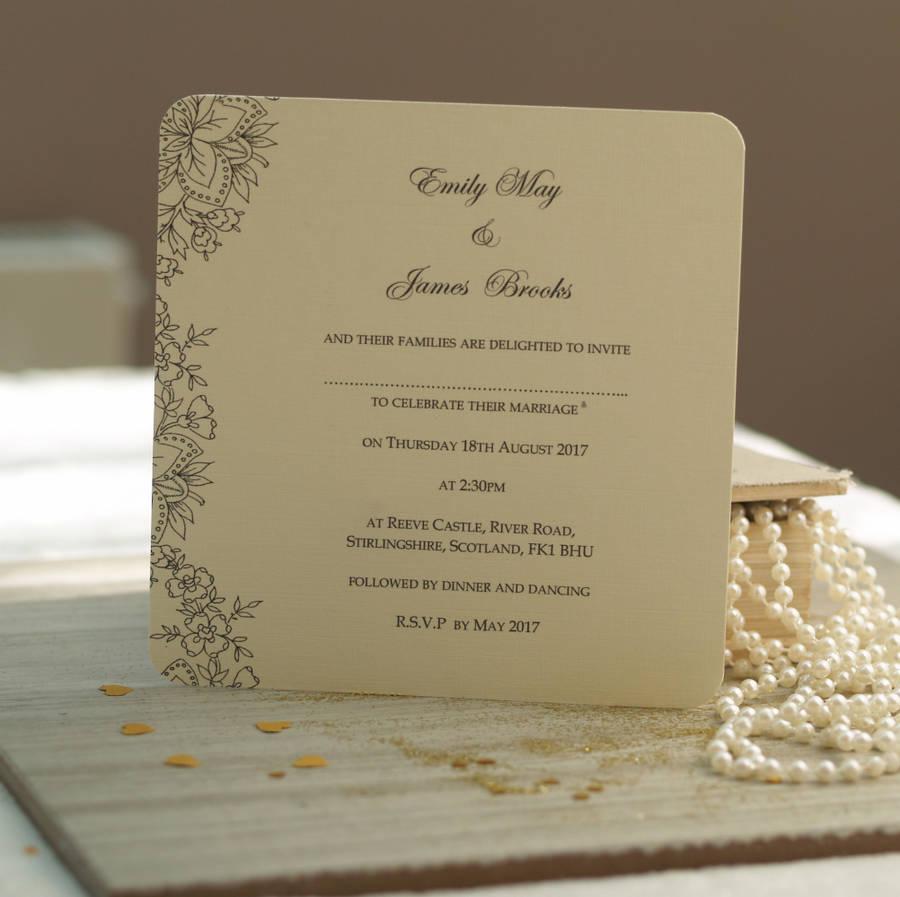 Emily May
&
James Brooks
AND THEIR FAMILIES ARE DELIGHTED TO INVITE
............................................................
TO CELEBRATE THEIR MARRIAGE &
ON THURSDAY 18TH AUGUST 2017
AT 2:30PM
AT REEVE CASTLE, RIVER ROAD,
STIRLINGSHIRE, SCOTLAND, FK1 BHU
FOLLOWED BY DINNER AND DANCING
R.S.V.P BY MAY 2017